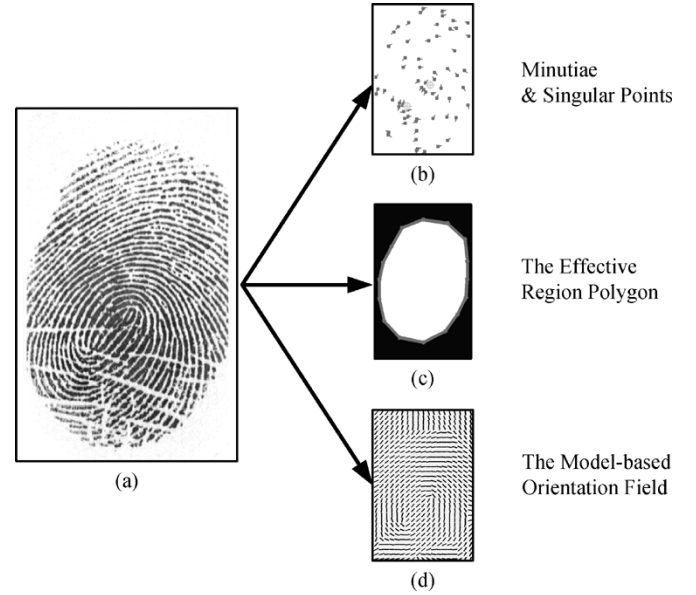 Minutiae
& Singular Points
(b)
The Effective
Region Polygon
(c)
(a)
The Model-based
Orientation Field
(d)